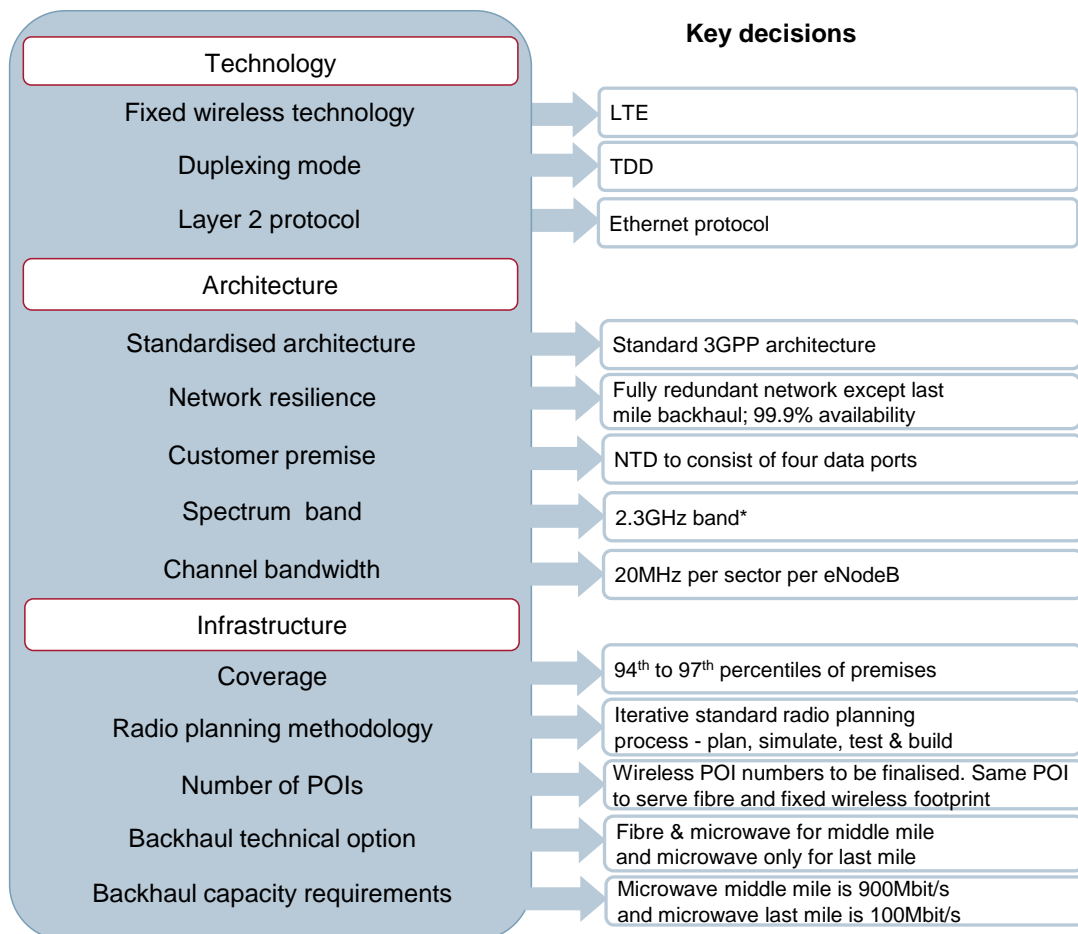 Key decisions
Technology
Fixed wireless technology
LTE
Duplexing mode
TDD
Layer 2 protocol
Ethernet protocol
Architecture
Standardised architecture
Standard 3GPP architecture
Network resilience
Fully redundant network except last
mile backhaul; 99.9% availability
Customer premise
NTD to consist of four data ports
Spectrum band
2.3GHz band*
Channel bandwidth
20MHz per sector per eNodeB
Infrastructure
Coverage
94th to 97th percentiles of premises
Radio planning methodology
Iterative standard radio planning
process - plan, simulate, test & build
Number of POIs
Wireless POI numbers to be finalised. Same POI
to serve fibre and fixed wireless footprint
Backhaul technical option
Fibre & microwave for middle mile
and microwave only for last mile
Backhaul capacity requirements
Microwave middle mile is 900Mbit/s
and microwave last mile is 100Mbit/s